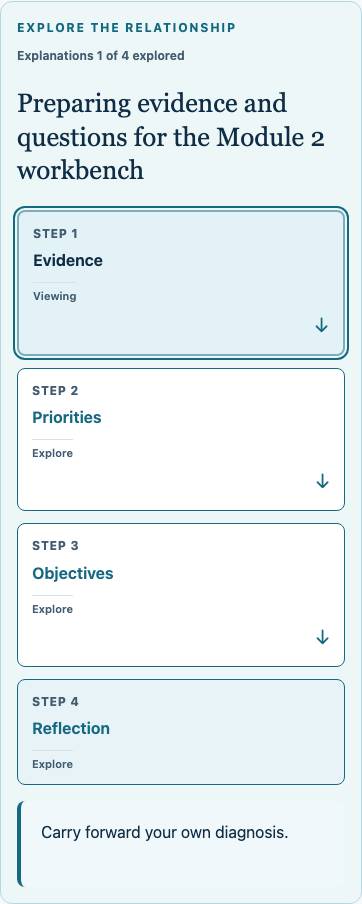 EXPLORE THE RELATIONSHIP
Explanations 1 of 4 explored
Preparing evidence and
questions for the Module 2
workbench
STEP 1
Evidence
Viewing
STEP 2
Priorities
Explore
STEP 3
Objectives
Explore
STEP 4
Reflection
Explore
Carry forward your own diagnosis.